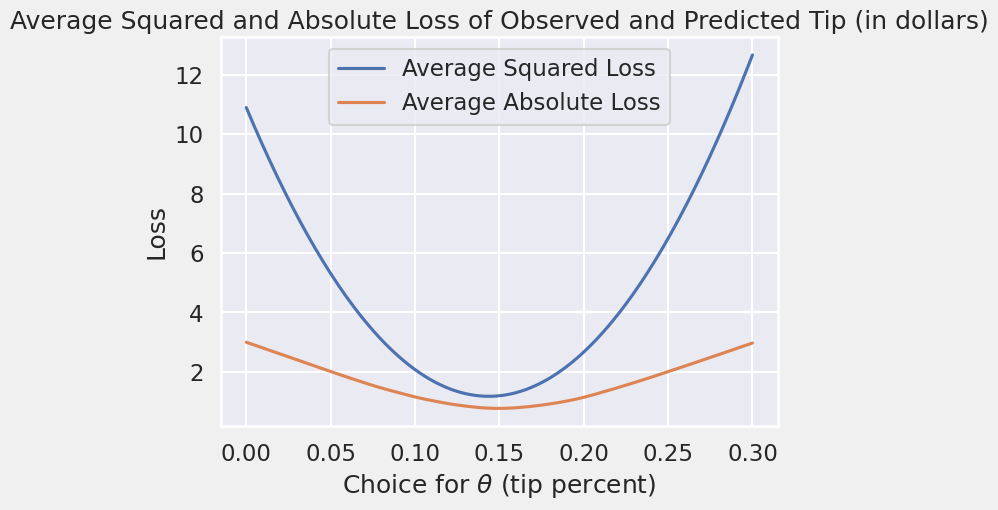 Average Squared and Absolute Loss of Observed and Predicted Tip (in dollars)
Average Squared Loss
Average Absolute Loss
12
10
8
6
4
2
Loss
0.00 0.05 0.10 0.15 0.20 0.25 0.30
Choice for θ (tip percent)